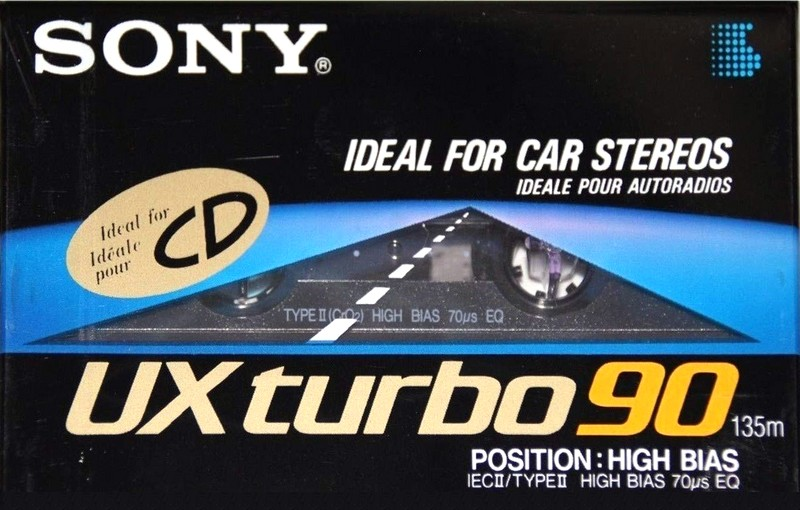 SONY®
IDEAL FOR CAR STEREOS
IDEALE POUR AUTORADIOS
Ideal for
Idéale
pour
CD
TYPE II (CrO2) HIGH BIAS 70µs EQ
UX turbo 90
135m
POSITION : HIGH BIAS
IECII/TYPEII HIGH BIAS 70µs EQ